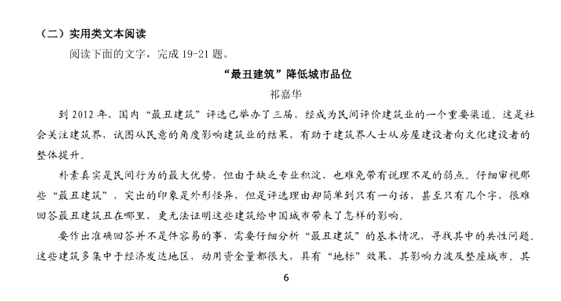 （二）实用类文本阅读
阅读下面的文字，完成 19-21 题。
“最丑建筑”降低城市品位
祁嘉华
到 2012 年，国内“最丑建筑”评选已举办了三届，经成为民间评价建筑业的一个重要渠道。这是社
会关注建筑界，试图从民意的角度影响建筑业的结果，有助于建筑界人士从房屋建设者向文化建设者的
整体提升。
朴素真实是民间行为的最大优势，但由于缺乏专业积淀，也难免带有说理不足的弱点。仔细审视那
些“最丑建筑”，突出的印象是外形怪异，但是评选理由却简单到只有一句话，甚至只有几个字，很难
回答最丑建筑丑在哪里，更无法证明这些建筑给中国城市带来了怎样的影响。
要作出准确回答并不是件容易的事，需要仔细分析“最丑建筑”的基本情况，寻找其中的共性问题。
这些建筑多集中于经济发达地区，动用资金量都很大，具有“地标”效果，其影响力波及整座城市。其
6